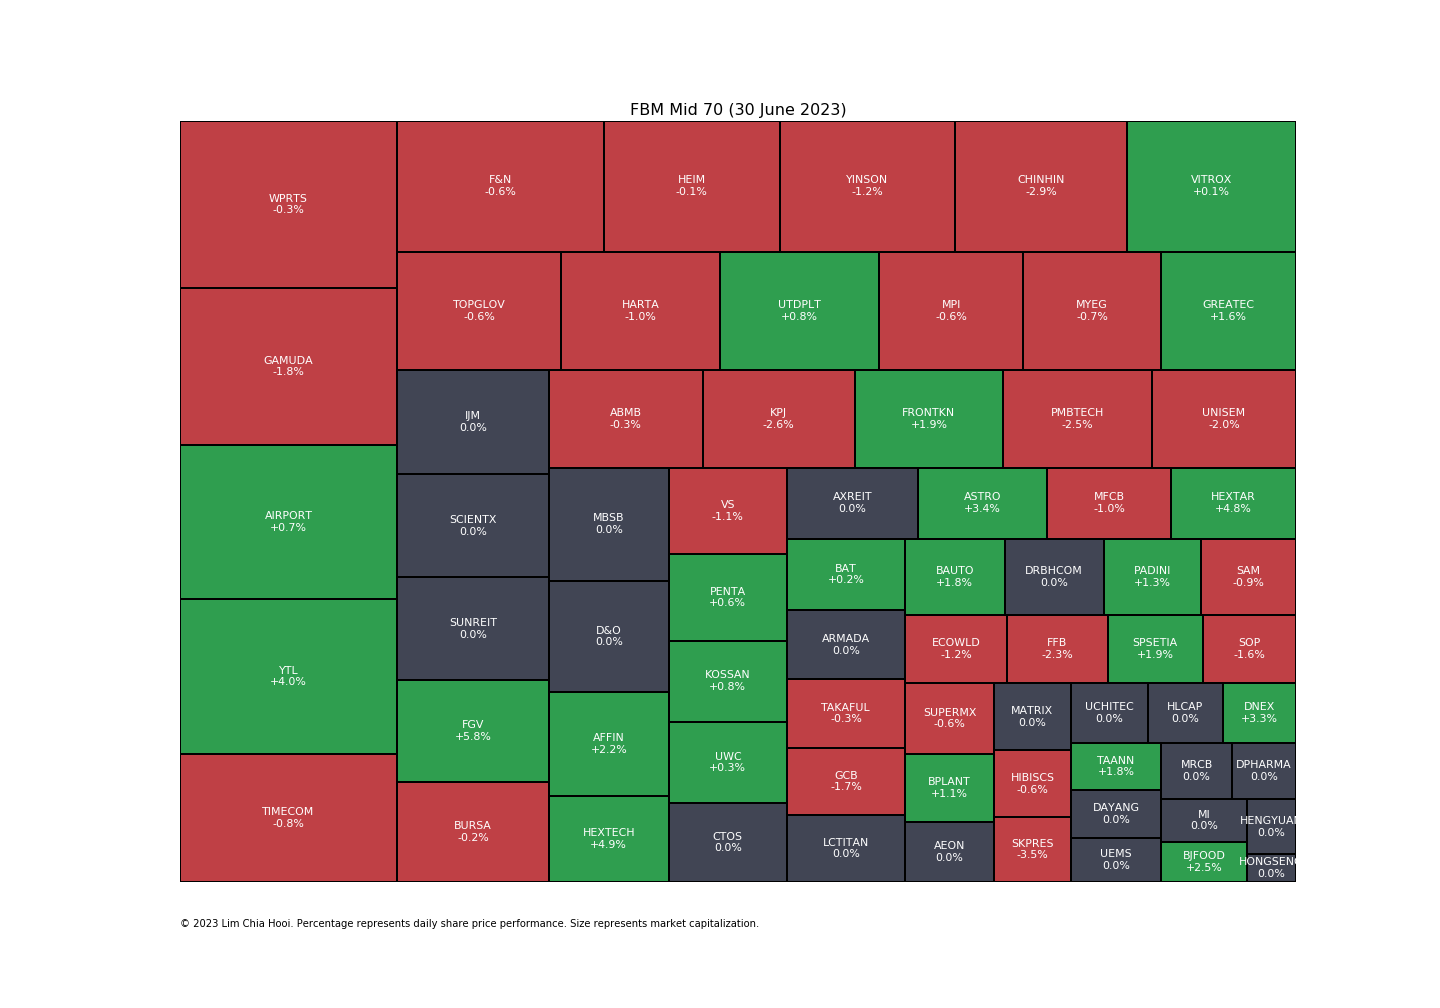 FBM Mid 70 (30 June 2023)
WPRTS
-0.3%
GAMUDA
-1.8%
AIRPORT
+0.7%
YTL
+4.0%
TIMECOM
-0.8%
F&N
-0.6%
HEIM
-0.1%
YINSON
-1.2%
CHINHIN
-2.9%
VITROX
+0.1%
TOPGLOV
-0.6%
HARTA
-1.0%
UTDPLT
+0.8%
MPI
-0.6%
MYEG
-0.7%
GREATEC
+1.6%
IJM
0.0%
SCIENTX
0.0%
SUNREIT
0.0%
FGV
+5.8%
BURSA
-0.2%
ABMB
-0.3%
KPJ
-2.6%
FRONTKN
+1.9%
PMBTECH
-2.5%
UNISEM
-2.0%
MBSB
0.0%
D&O
0.0%
AFFIN
+2.2%
HEXTECH
+4.9%
VS
-1.1%
PENTA
+0.6%
KOSSAN
+0.8%
UWC
+0.3%
CTOS
0.0%
AXREIT
0.0%
ASTRO
+3.4%
MFCB
-1.0%
HEXTAR
+4.8%
BAT
+0.2%
ARMADA
0.0%
TAKAFUL
-0.3%
GCB
-1.7%
LCTITAN
0.0%
BAUTO
+1.8%
DRBHCOM
0.0%
PADINI
+1.3%
SAM
-0.9%
ECOWLD
-1.2%
FFB
-2.3%
SPSETIA
+1.9%
SOP
-1.6%
SUPERMX
-0.6%
BPLANT
+1.1%
AEON
0.0%
MATRIX
0.0%
HIBISCS
-0.6%
SKPRES
-3.5%
UCHITEC
0.0%
HLCAP
0.0%
DNEX
+3.3%
TAANN
+1.8%
DAYANG
0.0%
UEMS
0.0%
MRCB
0.0%
DPHARMA
0.0%
MI
0.0%
BJFOOD
+2.5%
HENGYUAN
0.0%
HONGSENG
0.0%
© 2023 Lim Chia Hooi. Percentage represents daily share price performance. Size represents market capitalization.